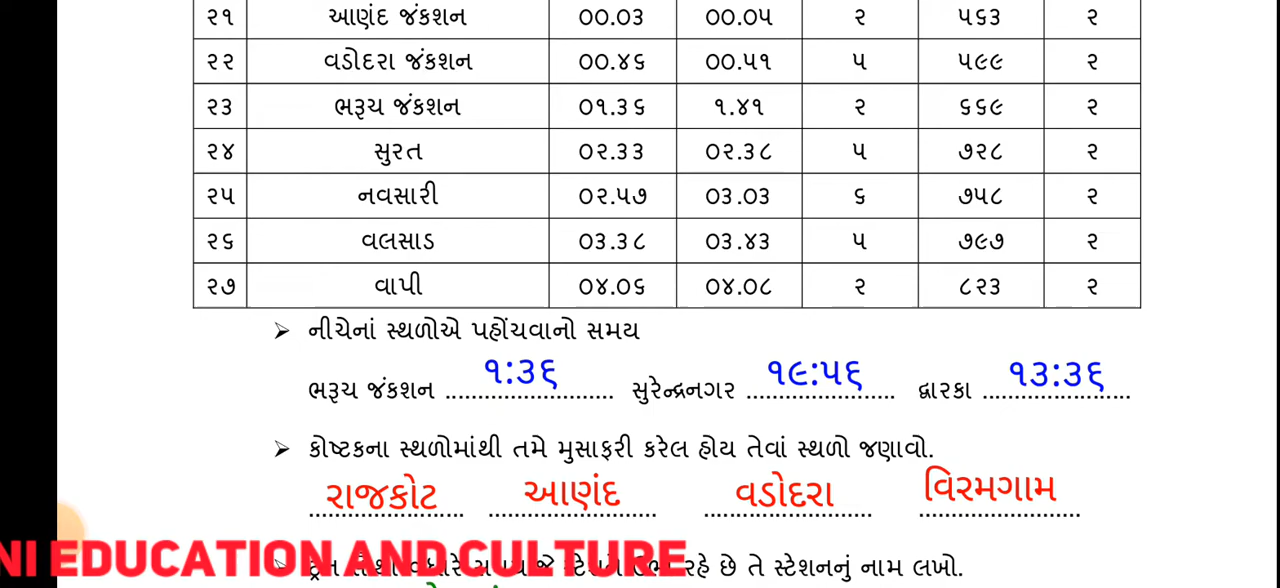 ૨૧ આણંદ જંકશન ૦૦.૦૩ ૦૦.૦૫ ૨ ૫૬૩ ૨
૨૨ વડોદરા જંકશન ૦૦.૪૬ ૦૦.૫૧ ૫ ૫૯૯ ૨
૨૩ ભરૂચ જંકશન ૦૧.૩૬ ૧.૪૧ ૨ ૬૬૯ ૨
૨૪ સુરત ૦૨.૩૩ ૦૨.૩૮ ૫ ૭૨૮ ૨
૨૫ નવસારી ૦૨.૫૭ ૦૩.૦૩ ૬ ૭૫૮ ૨
૨૬ વલસાડ ૦૩.૩૮ ૦૩.૪૩ ૫ ૭૯૭ ૨
૨૭ વાપી ૦૪.૦૬ ૦૪.૦૮ ૨ ૮૨૩ ૨
➢ નીચેનાં સ્થળોએ પહોંચવાનો સમય
ભરૂચ જંકશન ૧:૩૬ સુરેન્દ્રનગર ૧૯:૫૬ દ્વારકા ૧૩:૩૬
➢ કોષ્ટકના સ્થળોમાંથી તમે મુસાફરી કરેલ હોય તેવાં સ્થળો જણાવો.
રાજકોટ આણંદ વડોદરા વિરમગામ
NI EDUCATION AND CULTURE
રહે છે તે સ્ટેશનનું નામ લખો.